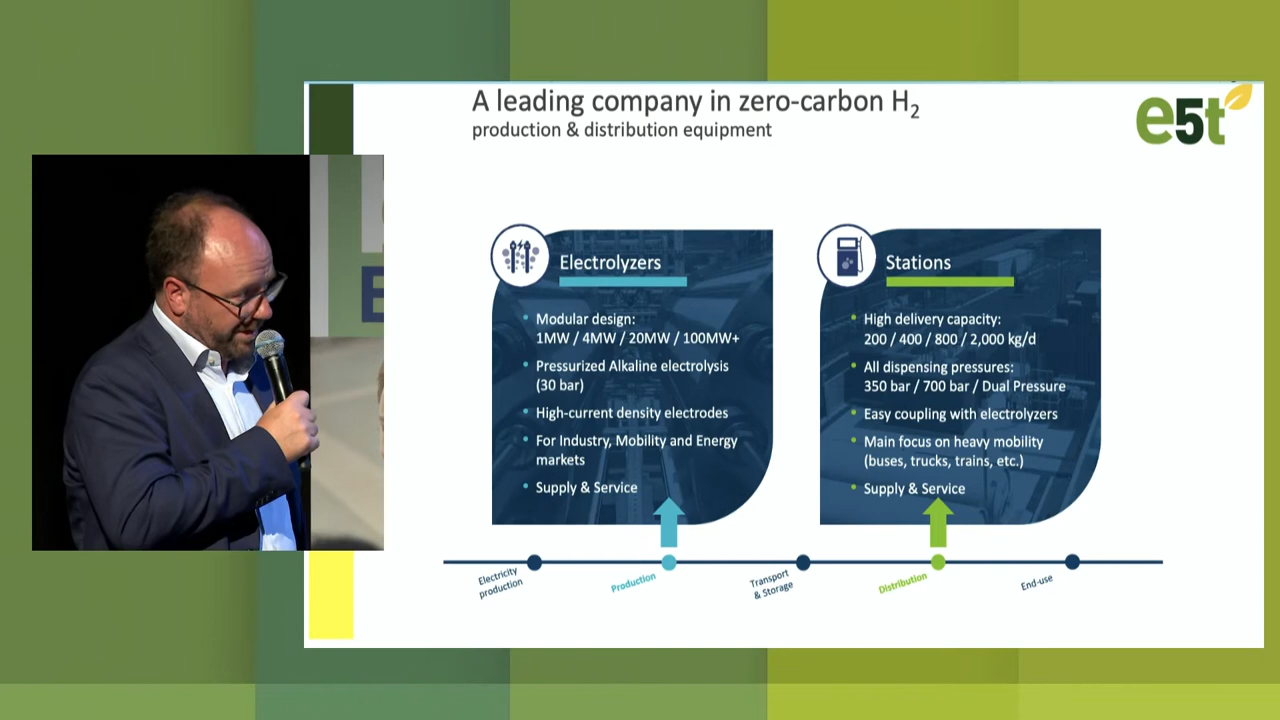 A leading company in zero-carbon H2
production & distribution equipment
e5t
Electrolyzers
• Modular design:
1MW / 4MW / 20MW / 100MW+
• Pressurized Alkaline electrolysis
(30 bar)
• High-current density electrodes
• For Industry, Mobility and Energy
markets
• Supply & Service
Stations
• High delivery capacity:
200 / 400 / 800 / 2,000 kg/d
• All dispensing pressures:
350 bar / 700 bar / Dual Pressure
• Easy coupling with electrolyzers
• Main focus on heavy mobility
(buses, trucks, trains, etc.)
• Supply & Service
Electricity
production
Production
Transport
& Storage
Distribution
End-use
E